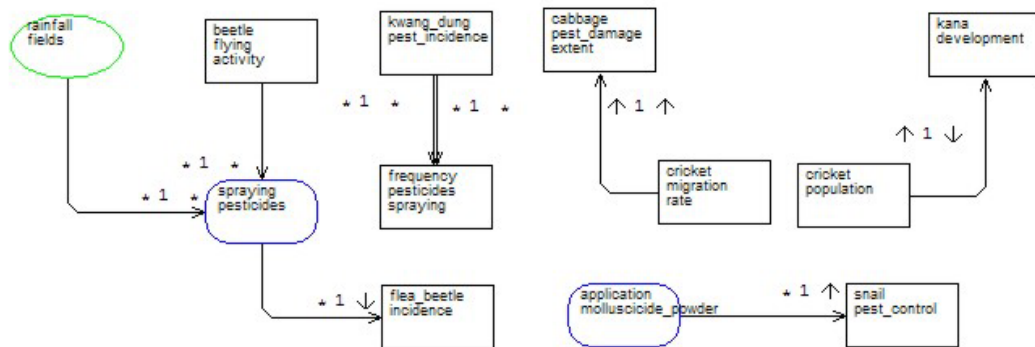 rainfall
fields
beetle
flying
activity
kwang_dung
pest_incidence
cabbage
pest_damage
extent
kana
development
* 1 *
* 1 *
↑ 1 ↑
↑ 1 ↓
* 1 *
* 1 *
spraying
pesticides
frequency
pesticides
spraying
cricket
migration
rate
cricket
population
* 1 ↓
flea_beetle
incidence
application
molluscicide_powder
* 1 ↑
snail
pest_control